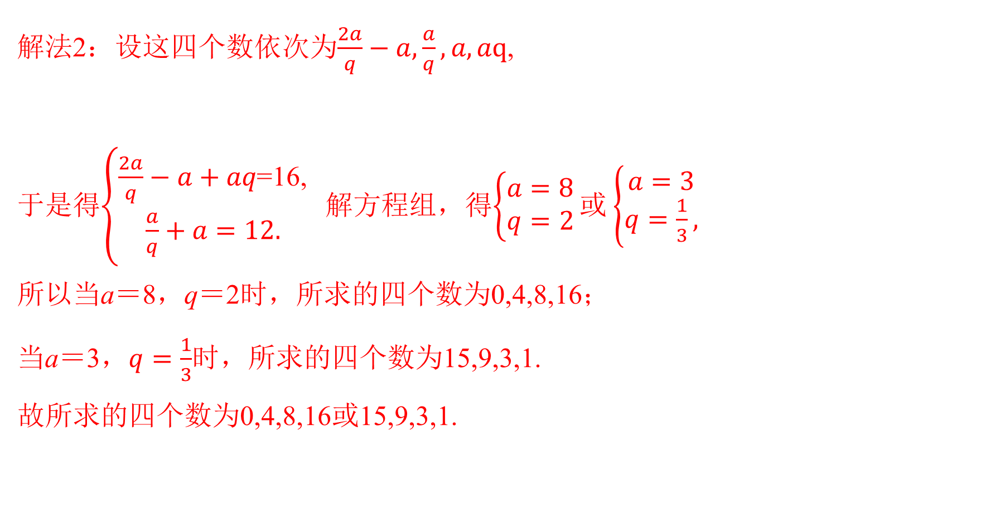 解法2：设这四个数依次为$\frac{2a}{q}-a,\frac{a}{q},a,aq,$
于是得$\begin{cases}\frac{2a}{q}-a+aq=16,\\ \frac{a}{q}+a=12.\end{cases}$ 解方程组，得$\begin{cases}a=8\\ q=2\end{cases}$或$\begin{cases}a=3\\ q=\frac{1}{3},\end{cases}$
所以当a＝8，q＝2时，所求的四个数为0,4,8,16；
当a＝3，$q=\frac{1}{3}$时，所求的四个数为15,9,3,1.
故所求的四个数为0,4,8,16或15,9,3,1.